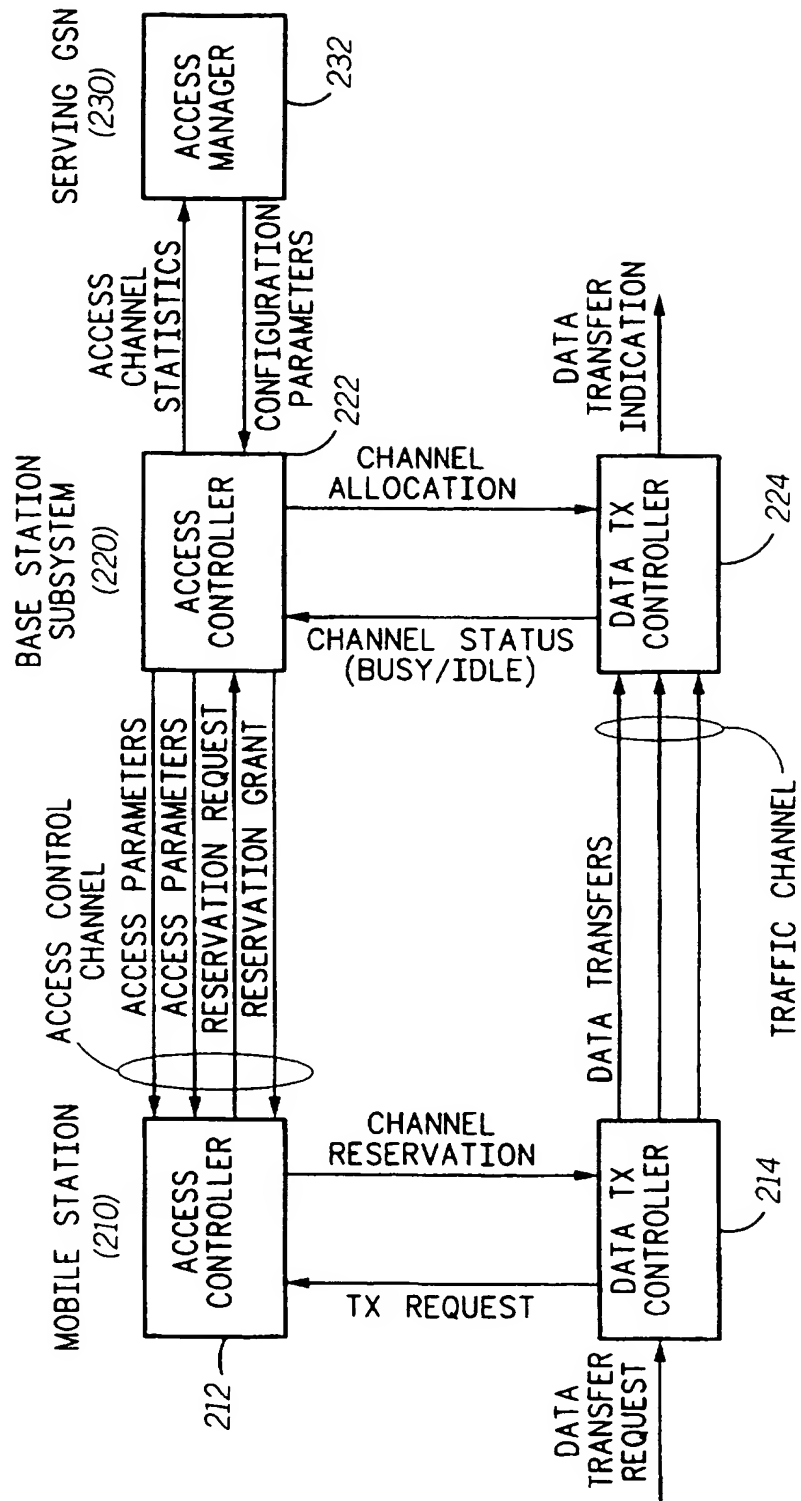 MOBILE STATION
(210)
ACCESS
CONTROLLER
212
ACCESS CONTROL
CHANNEL
ACCESS PARAMETERS
ACCESS PARAMETERS
RESERVATION REQUEST
RESERVATION GRANT
BASE STATION
SUBSYSTEM
(220)
ACCESS
CONTROLLER
222
ACCESS
CHANNEL
STATISTICS
CONFIGURATION
PARAMETERS
SERVING GSN
(230)
ACCESS
MANAGER
232
TX REQUEST
CHANNEL
RESERVATION
CHANNEL STATUS
(BUSY/IDLE)
CHANNEL
ALLOCATION
DATA
TRANSFER
REQUEST
DATA TX
CONTROLLER
214
DATA TRANSFERS
TRAFFIC CHANNEL
DATA TX
CONTROLLER
224
DATA
TRANSFER
INDICATION